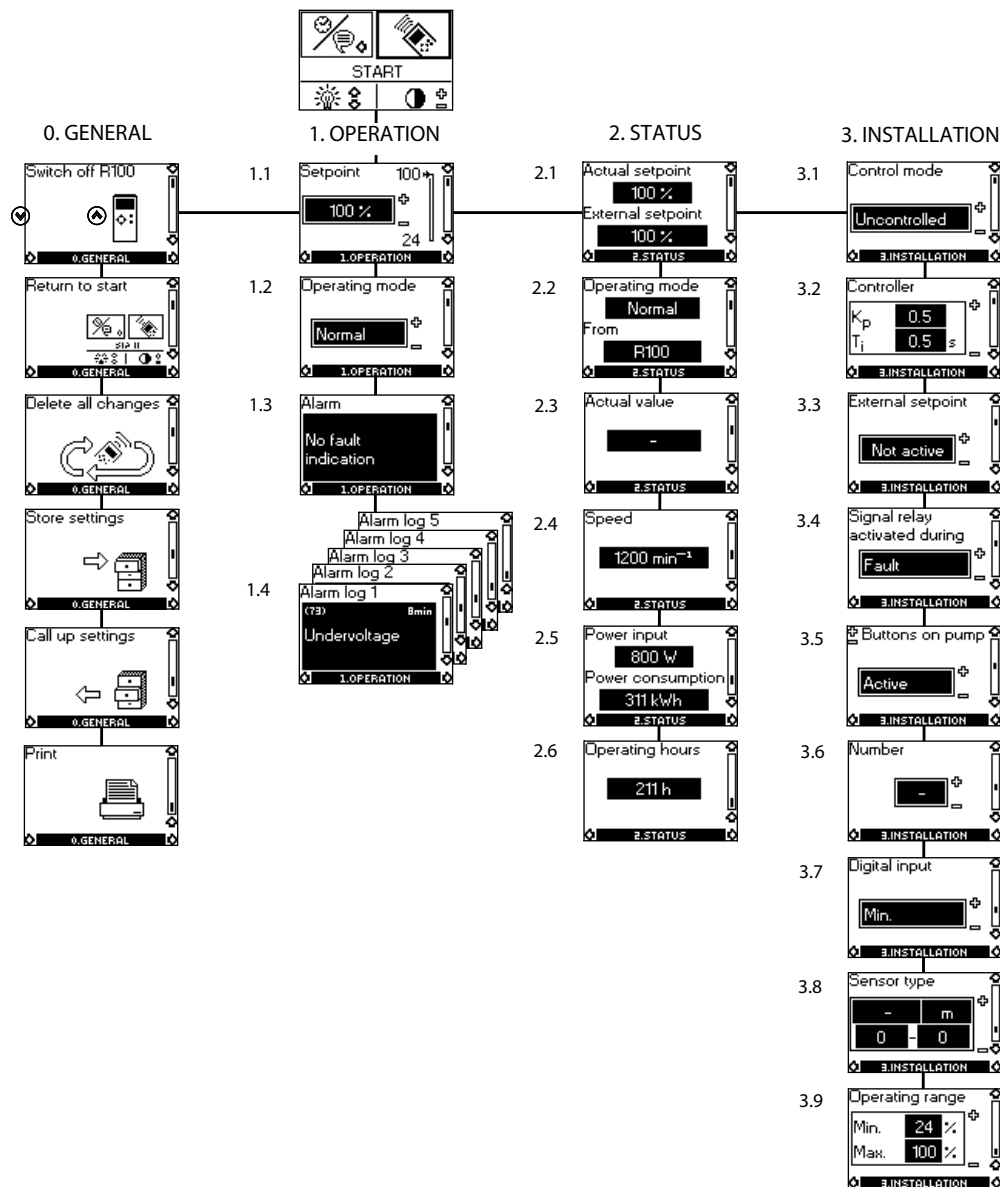 START
0. GENERAL
Switch off R100
0.GENERAL
Return to start
START
0.GENERAL
Delete all changes
0.GENERAL
Store settings
0.GENERAL
Call up settings
0.GENERAL
Print
0.GENERAL
1. OPERATION
1.1
Setpoint
100
100 %
24
1.OPERATION
1.2
Operating mode
Normal
1.OPERATION
1.3
Alarm
No fault
indication
1.OPERATION
Alarm log 5
Alarm log 4
Alarm log 3
Alarm log 2
1.4
Alarm log 1
(73) 8min
Undervoltage
1.OPERATION
2. STATUS
2.1
Actual setpoint
100 %
External setpoint
100 %
2.STATUS
2.2
Operating mode
Normal
From
R100
2.STATUS
2.3
Actual value
-
2.STATUS
2.4
Speed
1200 min⁻¹
2.STATUS
2.5
Power input
800 W
Power consumption
311 kWh
2.STATUS
2.6
Operating hours
211 h
2.STATUS
3. INSTALLATION
3.1
Control mode
Uncontrolled
3.INSTALLATION
3.2
Controller
Kp 0.5
Ti 0.5 s
3.INSTALLATION
3.3
External setpoint
Not active
3.INSTALLATION
3.4
Signal relay
activated during
Fault
3.INSTALLATION
3.5
Buttons on pump
Active
3.INSTALLATION
3.6
Number
-
3.INSTALLATION
3.7
Digital input
Min.
3.INSTALLATION
3.8
Sensor type
- m
0 - 0
3.INSTALLATION
3.9
Operating range
Min. 24 %
Max. 100 %
3.INSTALLATION